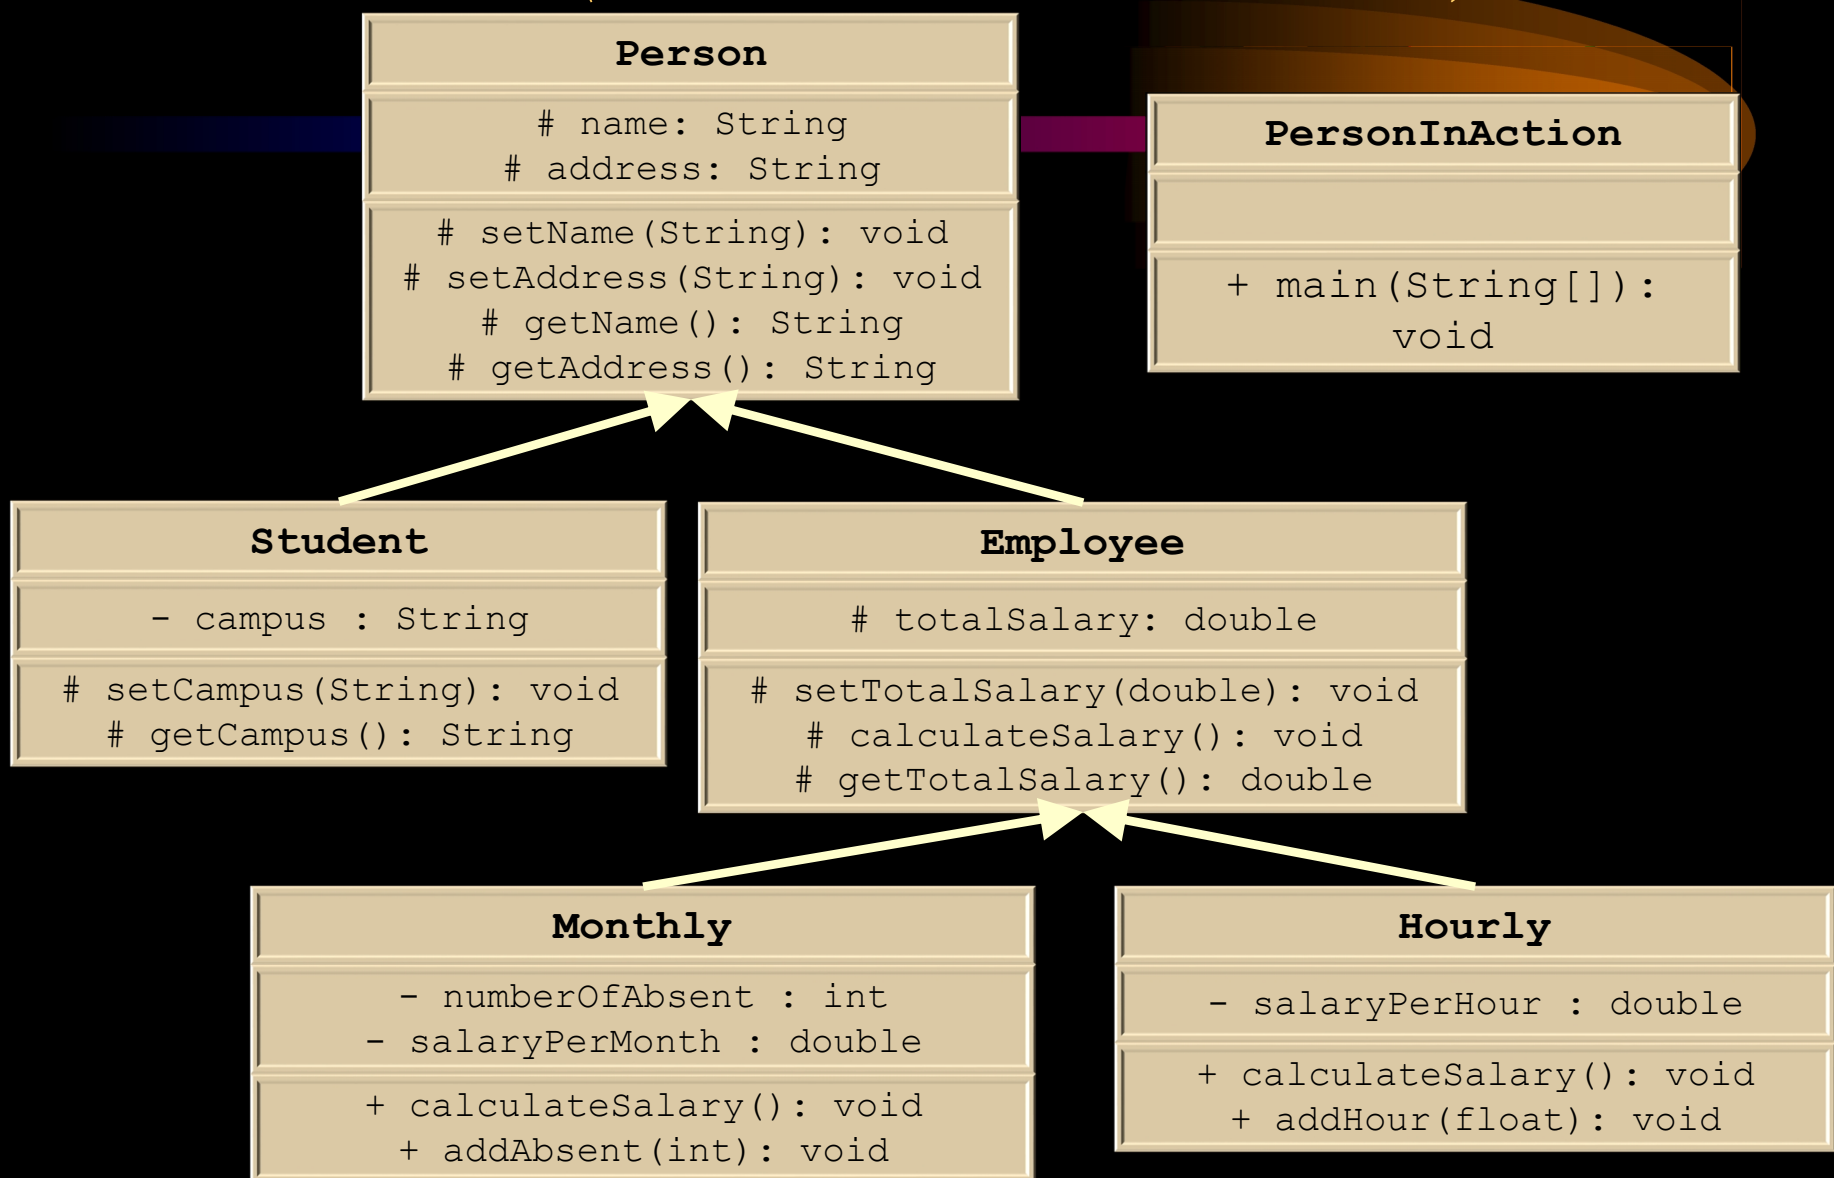 Person
# name: String
# address: String
# setName(String): void
# setAddress(String): void
# getName(): String
# getAddress(): String
PersonInAction
+ main(String[]):
void
Student
- campus : String
# setCampus(String): void
# getCampus(): String
Employee
# totalSalary: double
# setTotalSalary(double): void
# calculateSalary(): void
# getTotalSalary(): double
Monthly
- numberOfAbsent : int
- salaryPerMonth : double
+ calculateSalary(): void
+ addAbsent(int): void
Hourly
- salaryPerHour : double
+ calculateSalary(): void
+ addHour(float): void